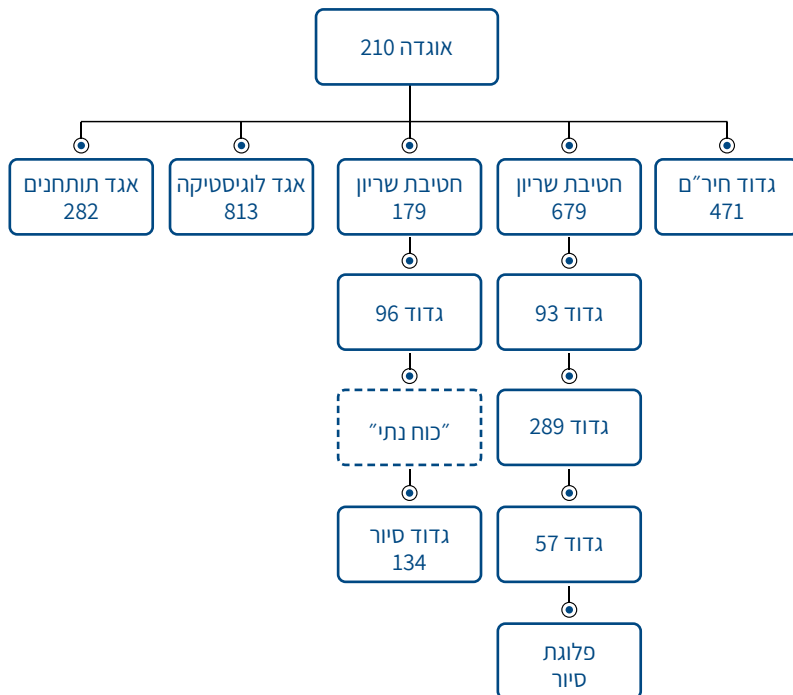 אוגדה 210
גדוד חיר״ם
471
חטיבת שריון
679
חטיבת שריון
179
אגד לוגיסטיקה
813
אגד תותחנים
282
גדוד 93
גדוד 96
גדוד 289
״כוח נתי״
גדוד 57
גדוד סיור
134
פלוגת
סיור